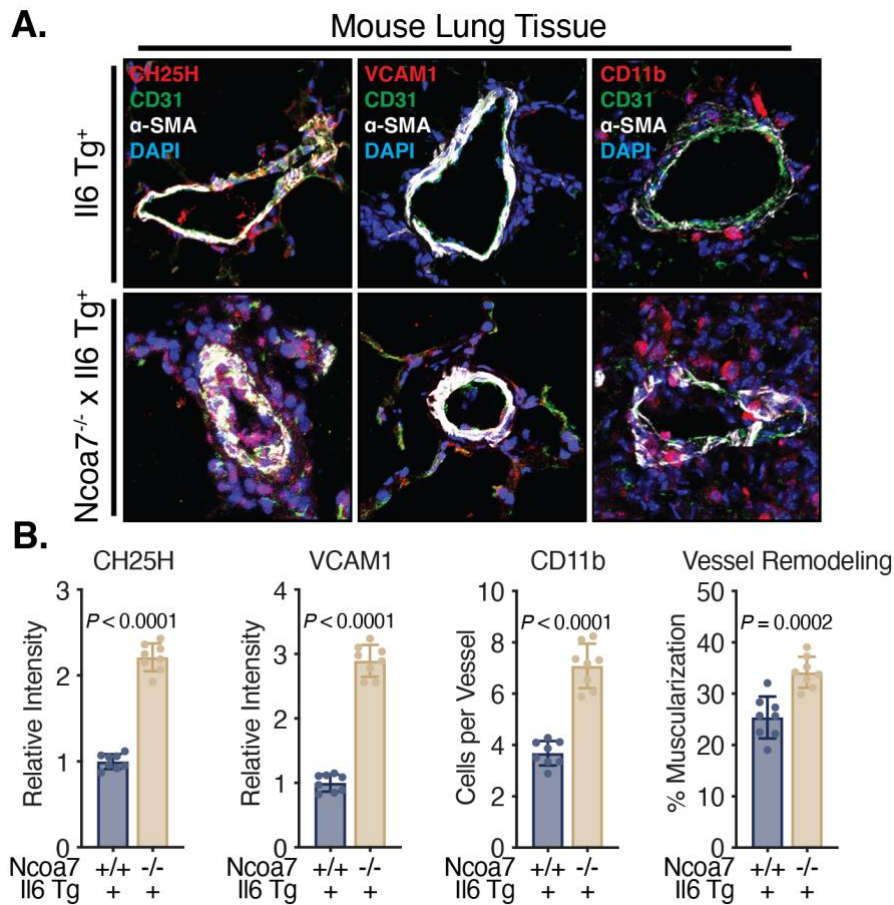 A.
Mouse Lung Tissue
Il6 Tg⁺
CH25H
CD31
α-SMA
DAPI
VCAM1
CD31
α-SMA
DAPI
CD11b
CD31
α-SMA
DAPI
Ncoa7⁻/⁻ x Il6 Tg⁺
B.
CH25H
Relative Intensity
3
2
1
0
P < 0.0001
Ncoa7 +/+ -/-
Il6 Tg + +
VCAM1
Relative Intensity
4
3
2
1
0
P < 0.0001
Ncoa7 +/+ -/-
Il6 Tg + +
CD11b
Cells per Vessel
10
8
6
4
2
0
P < 0.0001
Ncoa7 +/+ -/-
Il6 Tg + +
Vessel Remodeling
% Muscularization
50
40
30
20
10
0
P = 0.0002
Ncoa7 +/+ -/-
Il6 Tg + +